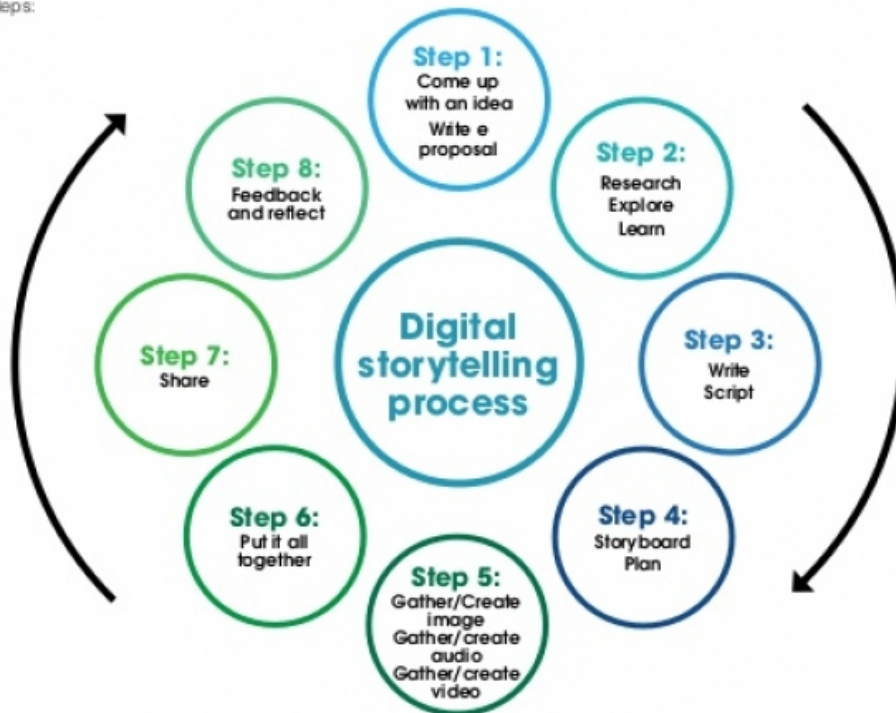 Step 1:
Come up
with an idea
Write e
proposal
Step 2:
Research
Explore
Learn
Step 3:
Write
Script
Step 4:
Storyboard
Plan
Step 5:
Gather/Create
image
Gather/create
audio
Gather/create
video
Step 6:
Put it all
together
Step 7:
Share
Step 8:
Feedback
and reflect
Digital
storytelling
process